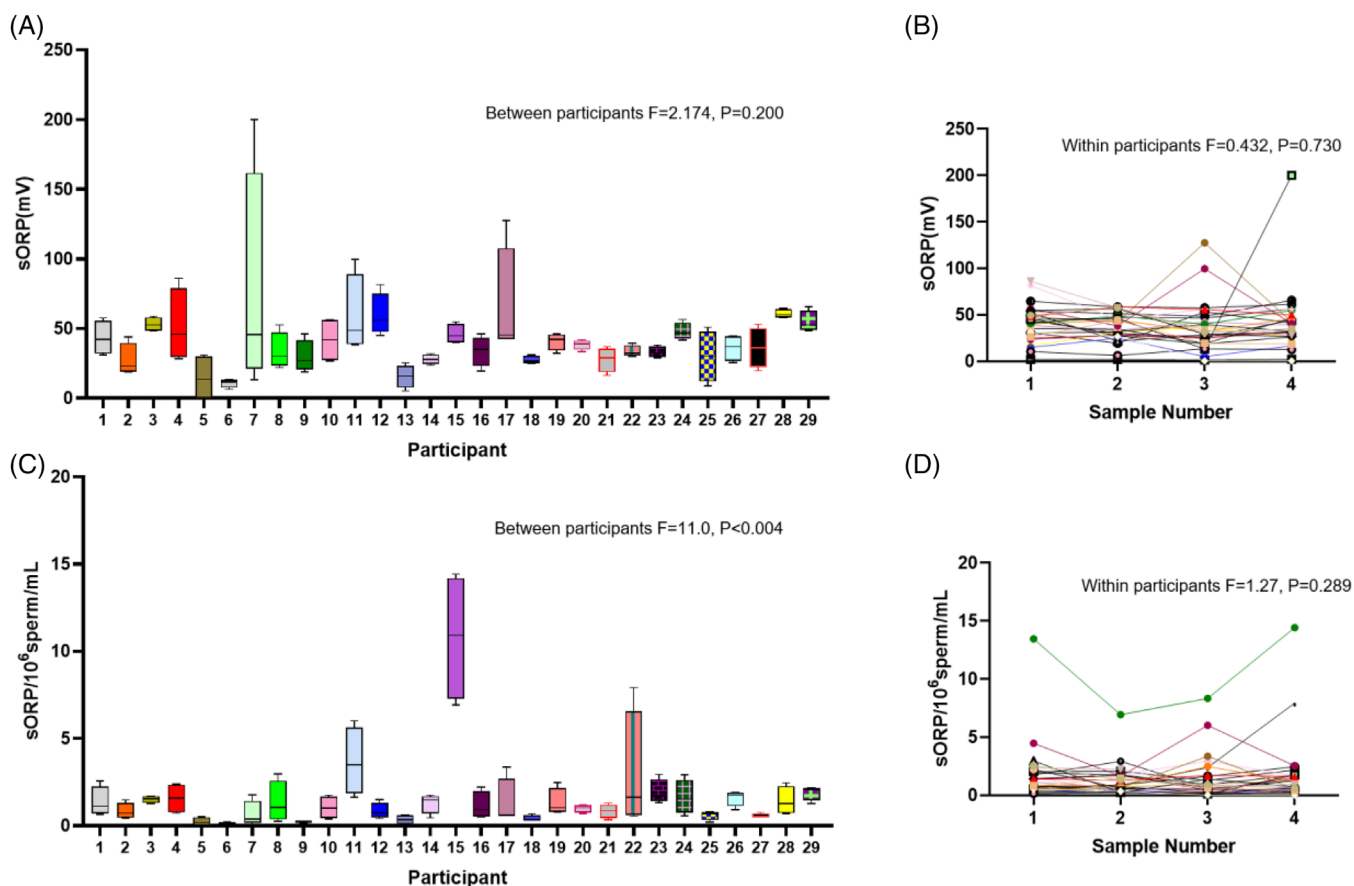 (A)
250
200
150
100
50
0
sORP(mV)
Between participants F=2.174, P=0.200
1 2 3 4 5 6 7 8 9 10 11 12 13 14 15 16 17 18 19 20 21 22 23 24 25 26 27 28 29
Participant
(B)
250
200
150
100
50
0
sORP(mV)
Within participants F=0.432, P=0.730
1 2 3 4
Sample Number
(C)
20
15
10
5
0
sORP/10⁶sperm/mL
Between participants F=11.0, P<0.004
1 2 3 4 5 6 7 8 9 10 11 12 13 14 15 16 17 18 19 20 21 22 23 24 25 26 27 28 29
Participant
(D)
20
15
10
5
0
sORP/10⁶sperm/mL
Within participants F=1.27, P=0.289
1 2 3 4
Sample Number